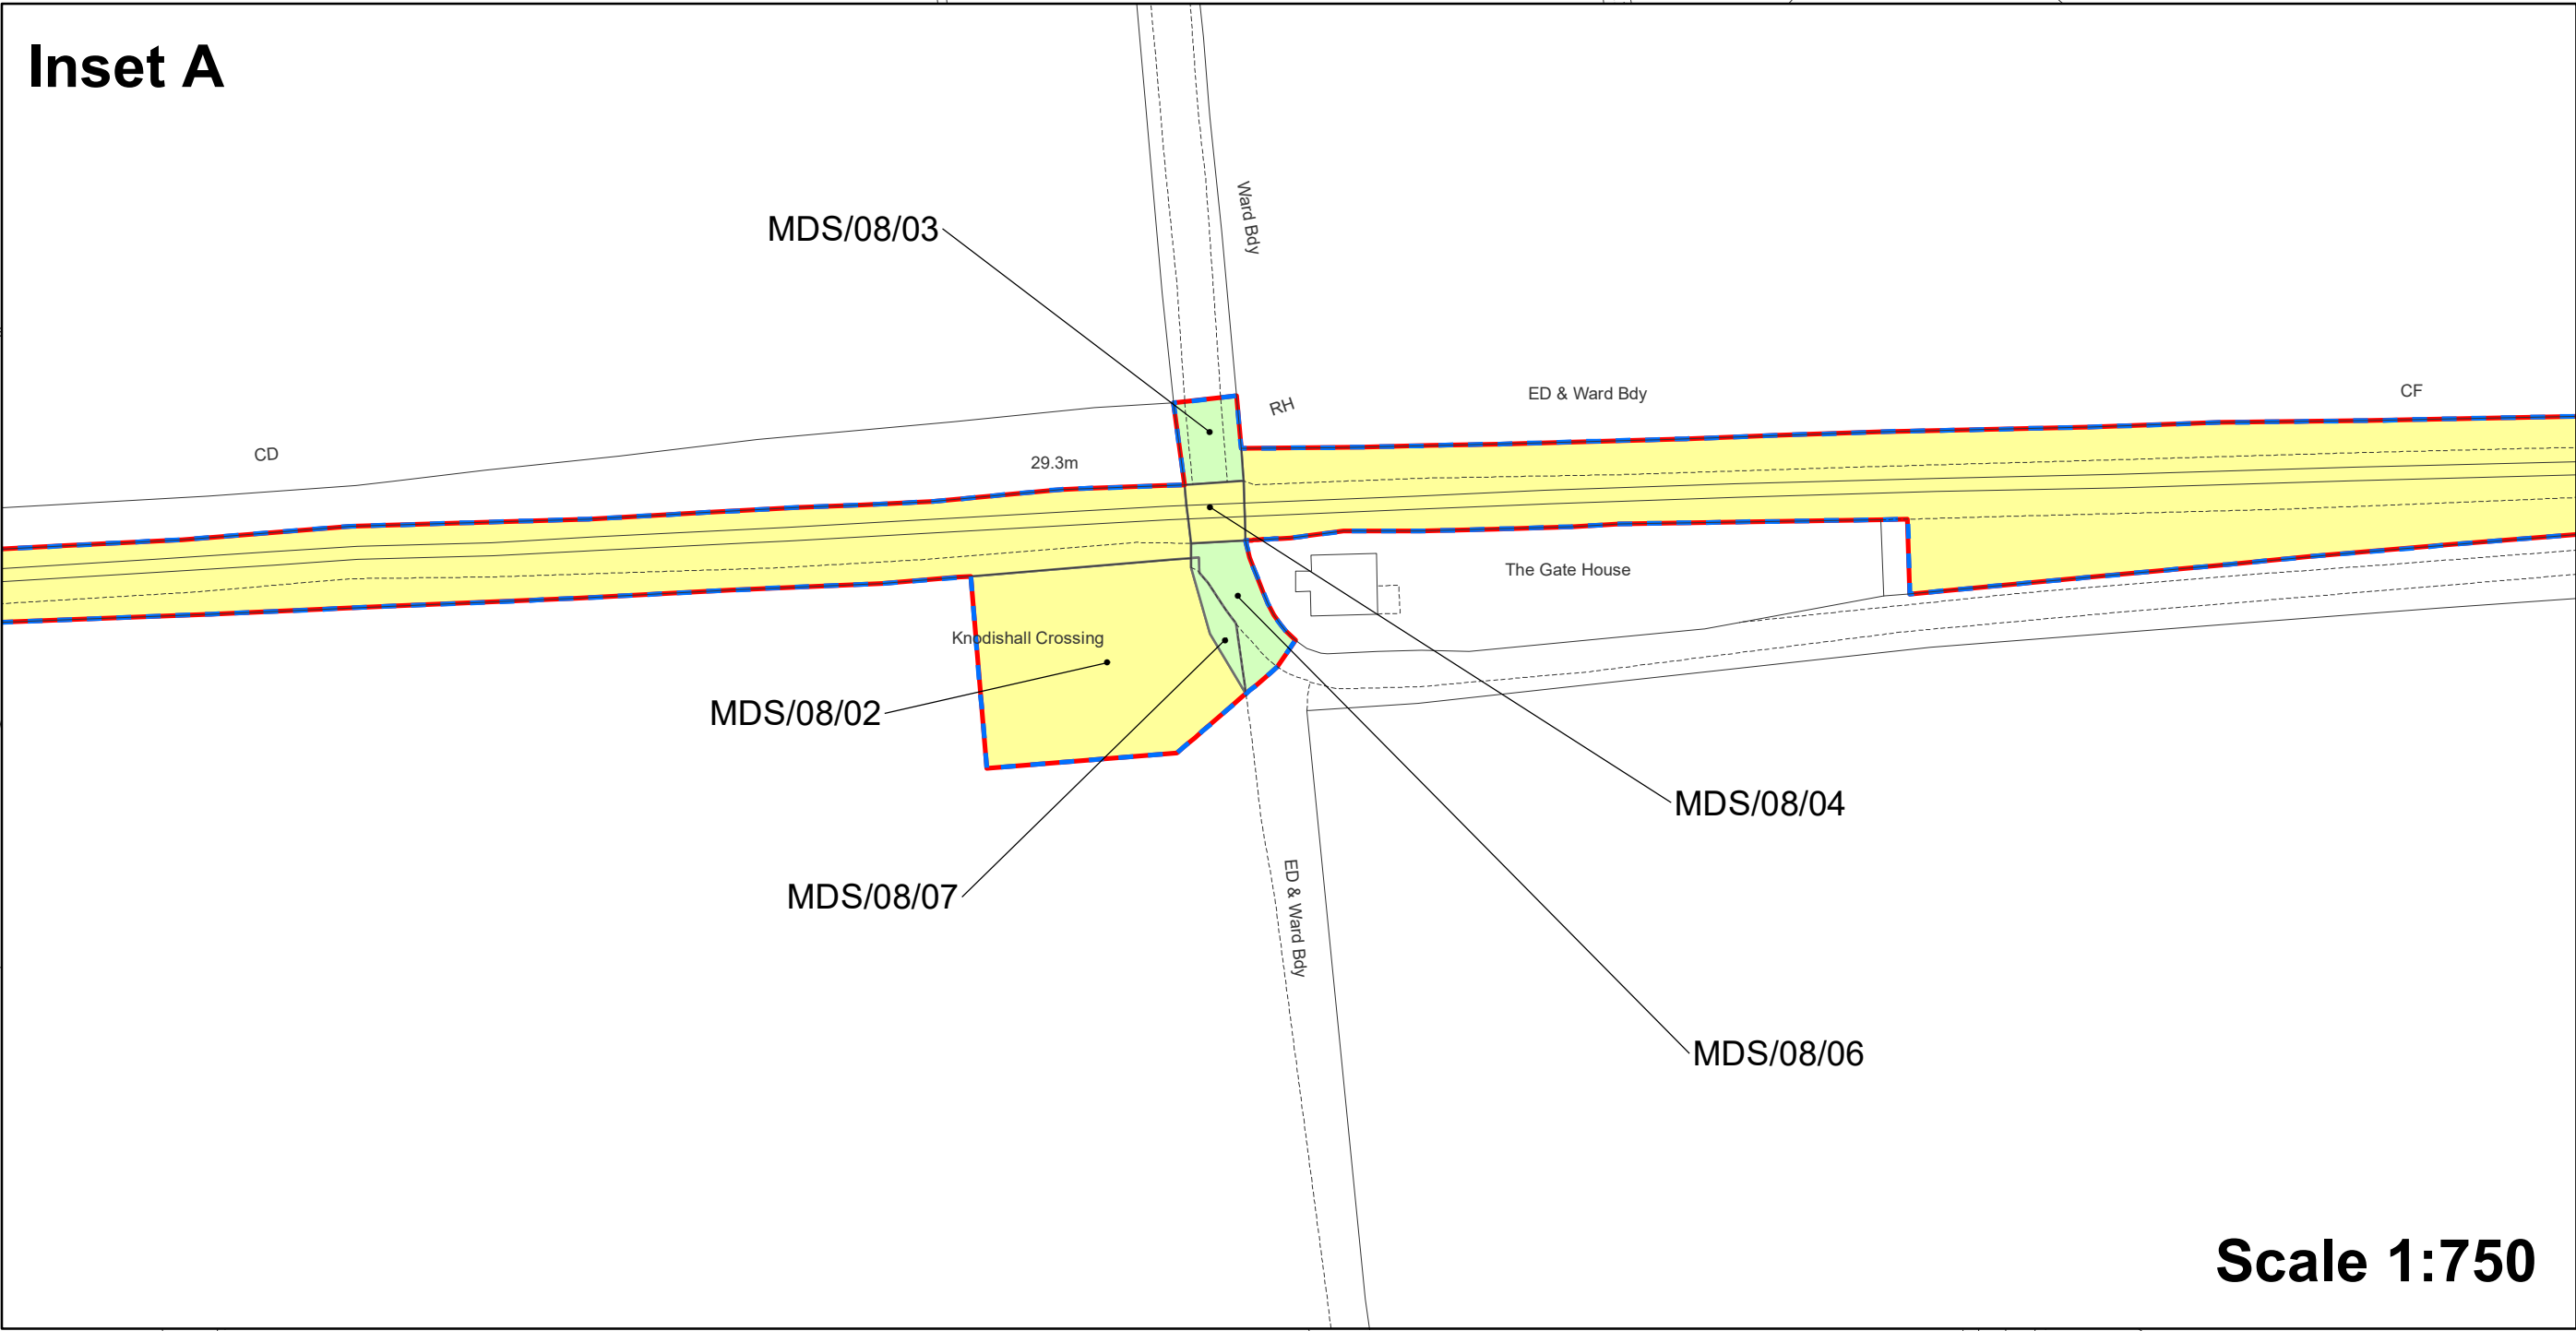 Inset A
Ward Bdy
MDS/08/03
CF
ED & Ward Bdy
RH
CD
29.3m
The Gate House
Knodishall Crossing
MDS/08/02
MDS/08/04
MDS/08/07
ED & Ward Bdy
MDS/08/06
Scale 1:750